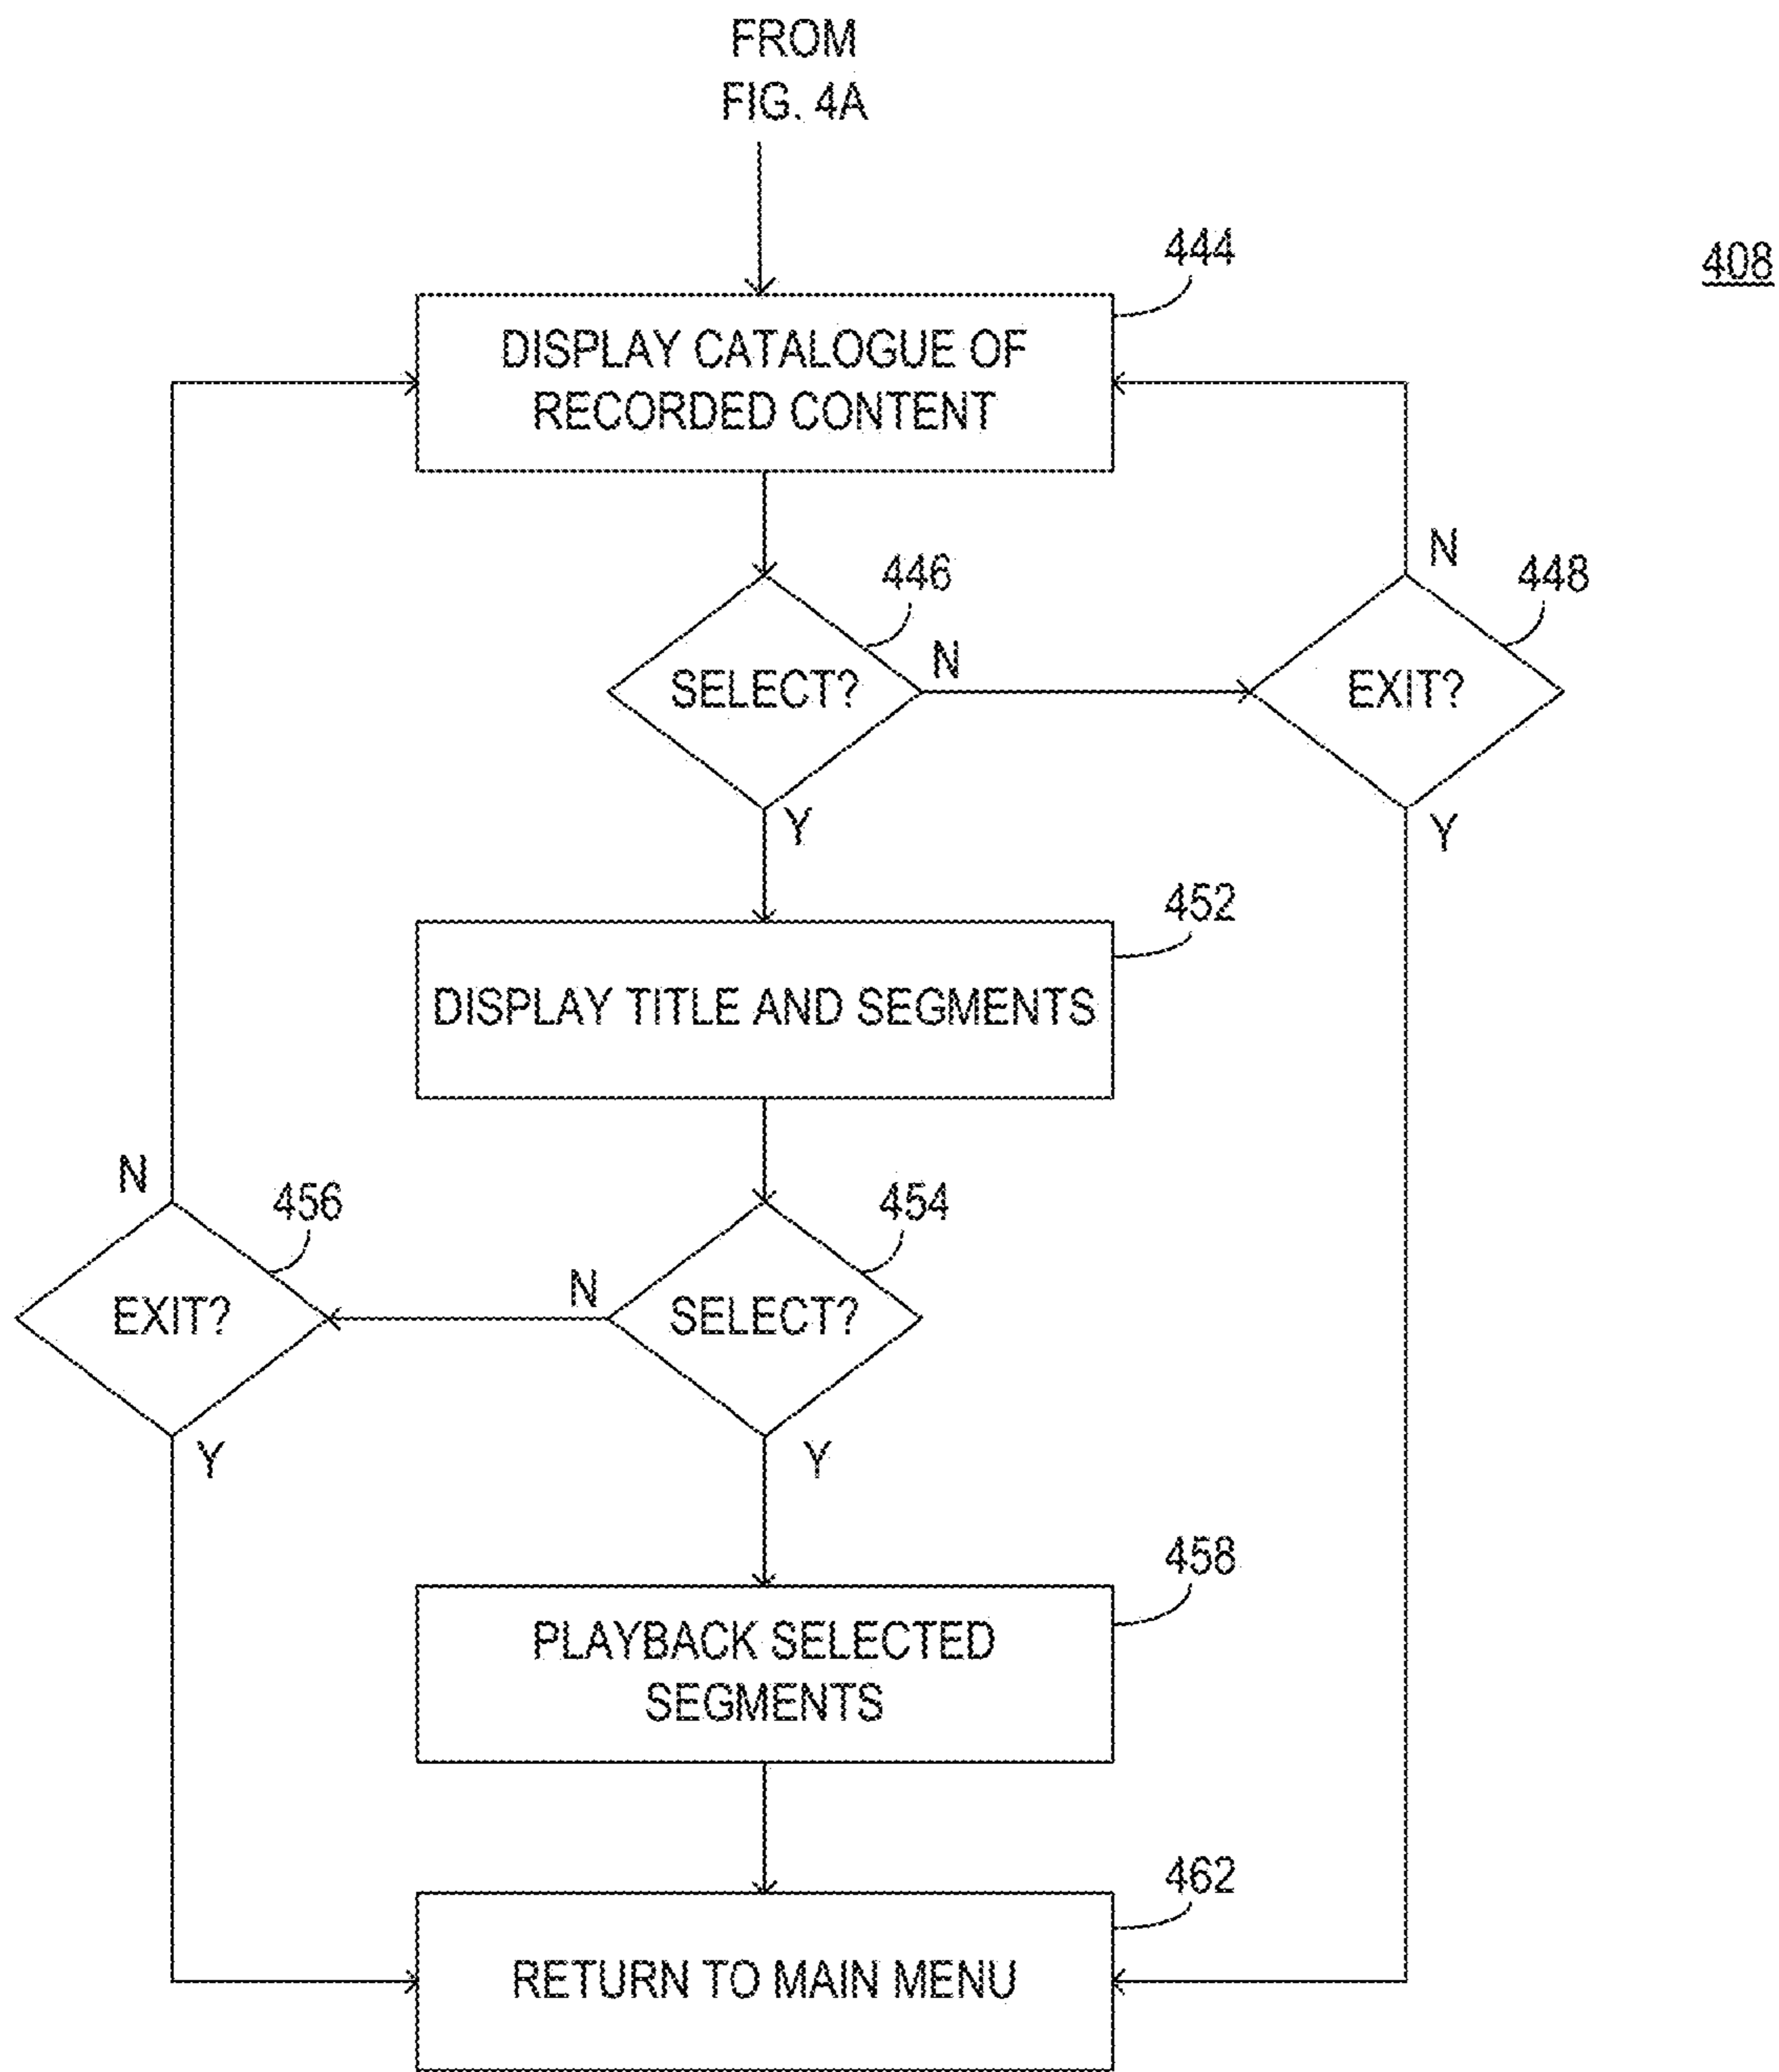 FROM
FIG. 4A
408
444
DISPLAY CATALOGUE OF
RECORDED CONTENT
446
SELECT?
N
N
448
EXIT?
Y
Y
452
DISPLAY TITLE AND SEGMENTS
N
456
EXIT?
N
454
SELECT?
Y
Y
458
PLAYBACK SELECTED
SEGMENTS
462
RETURN TO MAIN MENU